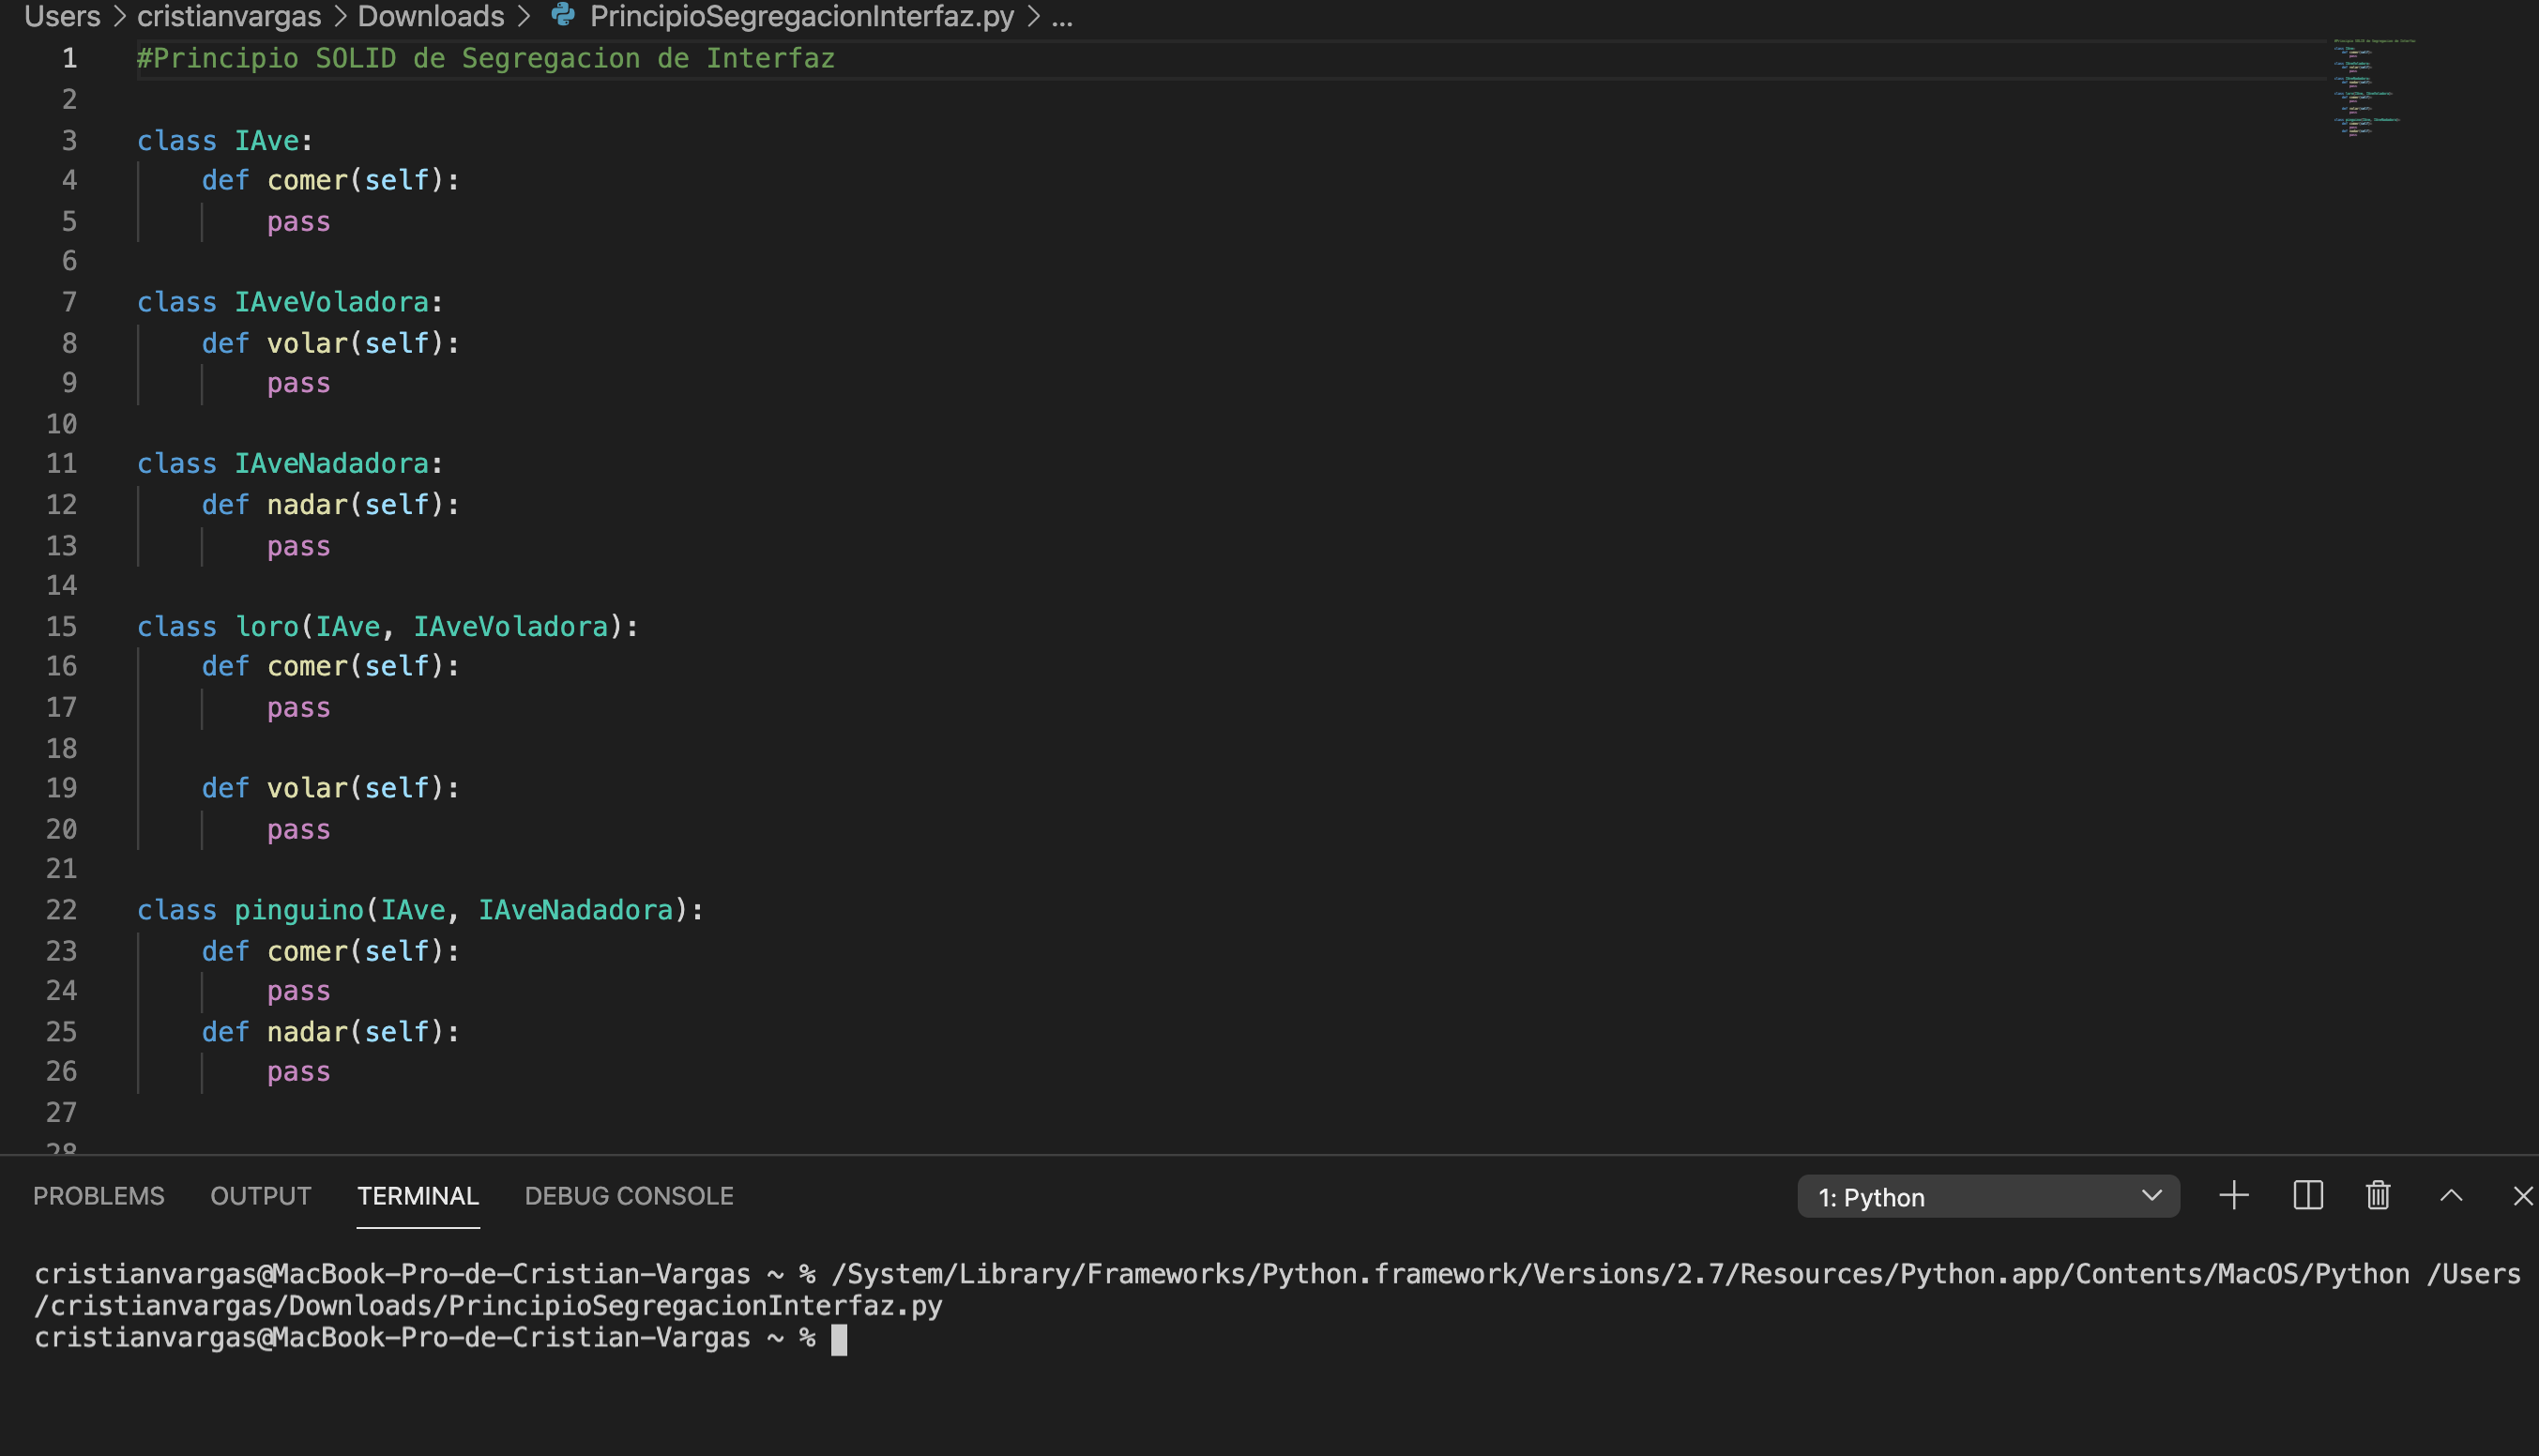 Users > cristianvargas > Downloads > PrincipioSegregacionInterfaz.py > ...
1 #Principio SOLID de Segregacion de Interfaz
2
3 class IAve:
4     def comer(self):
5         pass
6
7 class IAveVoladora:
8     def volar(self):
9         pass
10
11 class IAveNadadora:
12     def nadar(self):
13         pass
14
15 class loro(IAve, IAveVoladora):
16     def comer(self):
17         pass
18
19     def volar(self):
20         pass
21
22 class pinguino(IAve, IAveNadadora):
23     def comer(self):
24         pass
25     def nadar(self):
26         pass
27
28
PROBLEMS OUTPUT TERMINAL DEBUG CONSOLE 1: Python
cristianvargas@MacBook-Pro-de-Cristian-Vargas ~ % /System/Library/Frameworks/Python.framework/Versions/2.7/Resources/Python.app/Contents/MacOS/Python /Users
/cristianvargas/Downloads/PrincipioSegregacionInterfaz.py
cristianvargas@MacBook-Pro-de-Cristian-Vargas ~ %